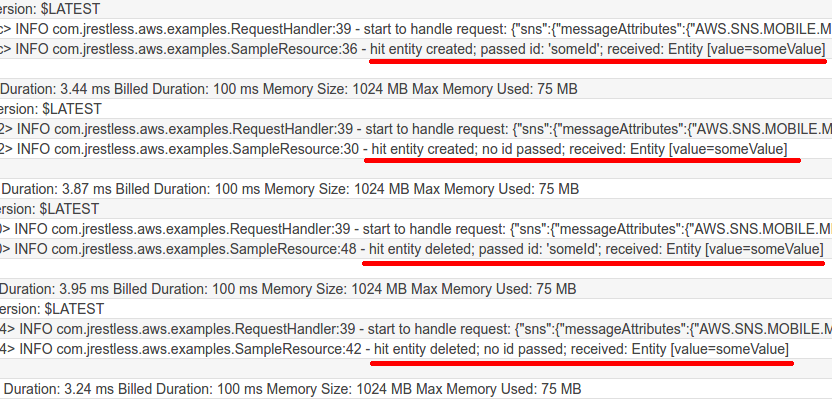 ersion: $LATEST
c> INFO com.jrestless.aws.examples.RequestHandler:39 - start to handle request: {"sns":{"messageAttributes":{"AWS.SNS.MOBILE.M
c> INFO com.jrestless.aws.examples.SampleResource:36 - hit entity created; passed id: 'someId'; received: Entity [value=someValue]
Duration: 3.44 ms Billed Duration: 100 ms Memory Size: 1024 MB Max Memory Used: 75 MB
ersion: $LATEST
2> INFO com.jrestless.aws.examples.RequestHandler:39 - start to handle request: {"sns":{"messageAttributes":{"AWS.SNS.MOBILE.M
2> INFO com.jrestless.aws.examples.SampleResource:30 - hit entity created; no id passed; received: Entity [value=someValue]
Duration: 3.87 ms Billed Duration: 100 ms Memory Size: 1024 MB Max Memory Used: 75 MB
ersion: $LATEST
0> INFO com.jrestless.aws.examples.RequestHandler:39 - start to handle request: {"sns":{"messageAttributes":{"AWS.SNS.MOBILE.M
0> INFO com.jrestless.aws.examples.SampleResource:48 - hit entity deleted; passed id: 'someId'; received: Entity [value=someValue]
Duration: 3.95 ms Billed Duration: 100 ms Memory Size: 1024 MB Max Memory Used: 75 MB
ersion: $LATEST
4> INFO com.jrestless.aws.examples.RequestHandler:39 - start to handle request: {"sns":{"messageAttributes":{"AWS.SNS.MOBILE.M
4> INFO com.jrestless.aws.examples.SampleResource:42 - hit entity deleted; no id passed; received: Entity [value=someValue]
Duration: 3.24 ms Billed Duration: 100 ms Memory Size: 1024 MB Max Memory Used: 75 MB